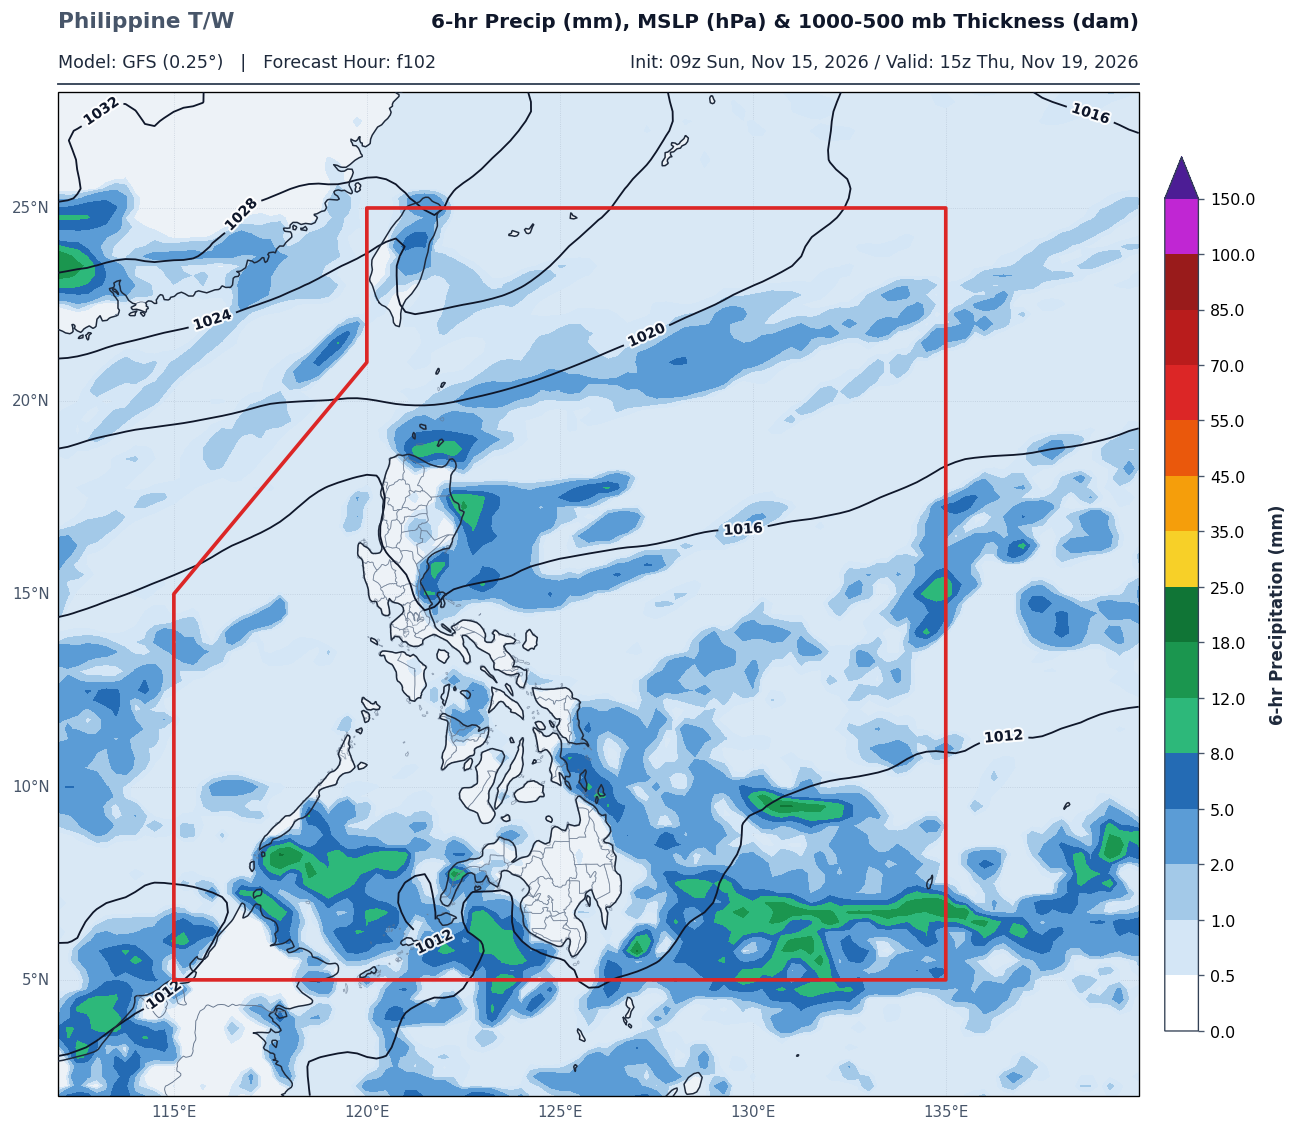 Philippine T/W
6-hr Precip (mm), MSLP (hPa) & 1000-500 mb Thickness (dam)
Model: GFS (0.25°)   |   Forecast Hour: f102
Init: 09z Sun, Nov 15, 2026 / Valid: 15z Thu, Nov 19, 2026
1032
1016
1028
1024
1020
1016
1012
1012
1012
25°N
20°N
15°N
10°N
5°N
115°E
120°E
125°E
130°E
135°E
150.0
100.0
85.0
70.0
55.0
45.0
35.0
25.0
18.0
12.0
8.0
5.0
2.0
1.0
0.5
0.0
6-hr Precipitation (mm)